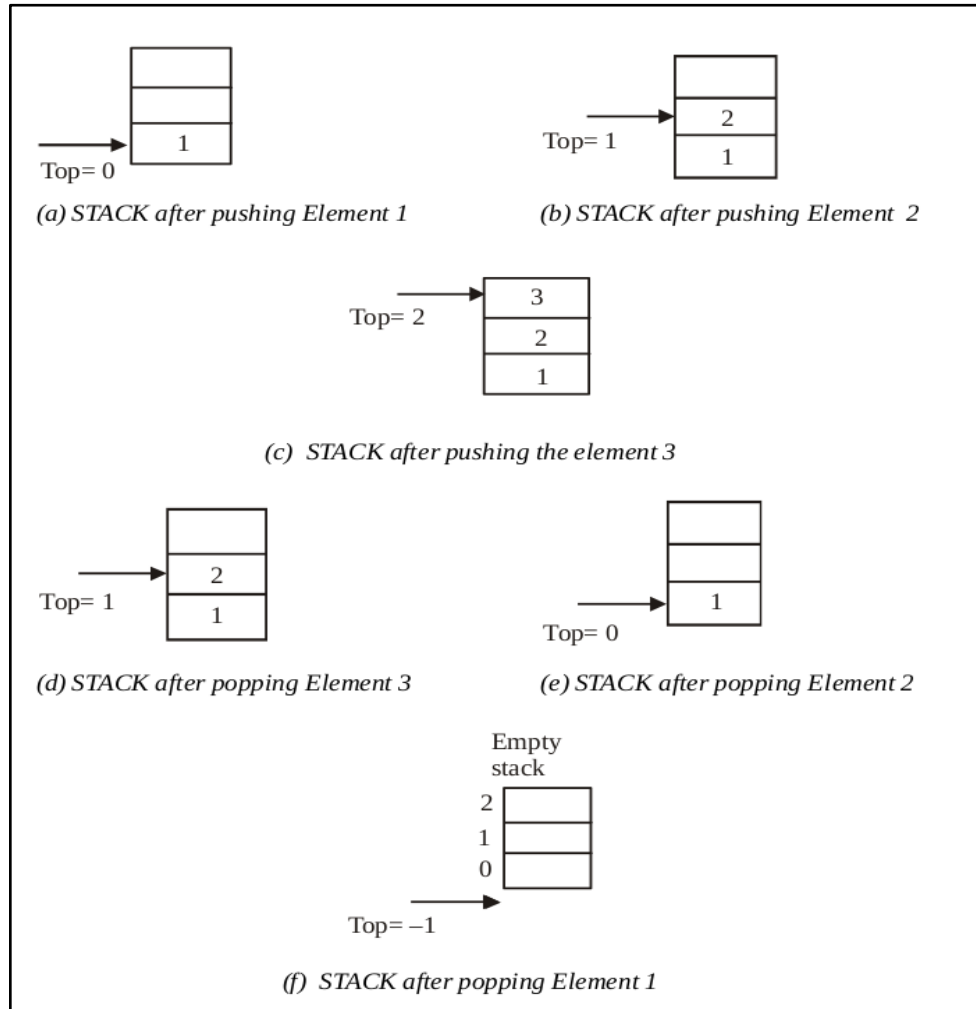 1
Top= 0
(a) STACK after pushing Element 1
2
1
Top= 1
(b) STACK after pushing Element 2
3
2
1
Top= 2
(c) STACK after pushing the element 3
2
1
Top= 1
(d) STACK after popping Element 3
1
Top= 0
(e) STACK after popping Element 2
Empty
stack
2
1
0
Top= –1
(f) STACK after popping Element 1